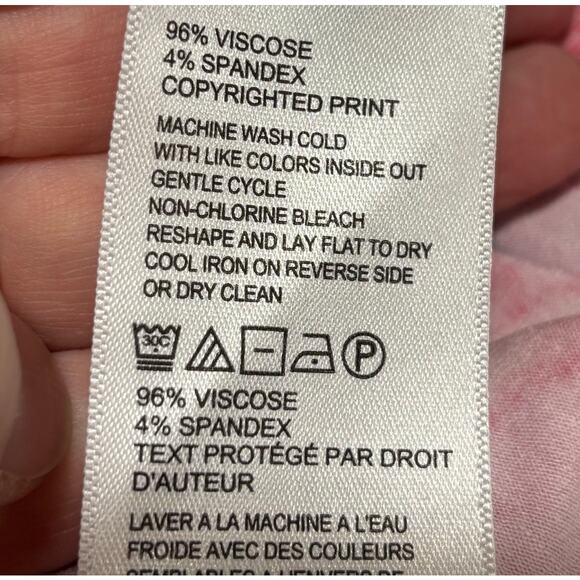 96% VISCOSE
4% SPANDEX
COPYRIGHTED PRINT
MACHINE WASH COLD
WITH LIKE COLORS INSIDE OUT
GENTLE CYCLE
NON-CHLORINE BLEACH
RESHAPE AND LAY FLAT TO DRY
COOL IRON ON REVERSE SIDE
OR DRY CLEAN
30C P
96% VISCOSE
4% SPANDEX
TEXT PROTÉGÉ PAR DROIT
D'AUTEUR
LAVER A LA MACHINE A L'EAU
FROIDE AVEC DES COULEURS